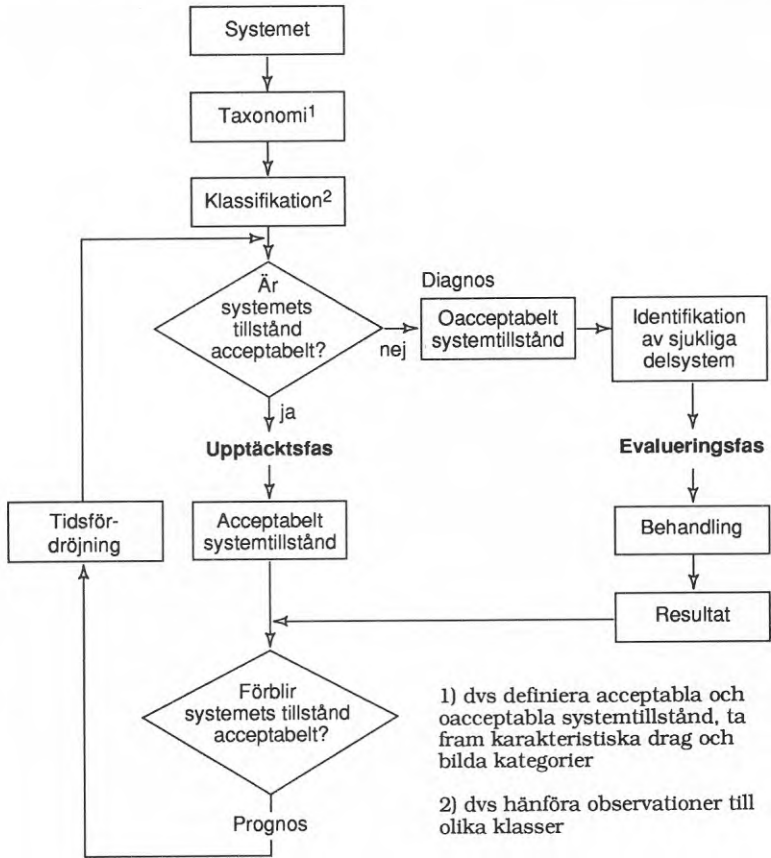 Systemet
Taxonomi¹
Klassifikation²
Är
systemets
tillstånd
acceptabelt?
nej
ja
Diagnos
Oacceptabelt
systemtillstånd
Identifikation
av sjukliga
delsystem
Upptäcktsfas
Evalueringsfas
Tidsför-
dröjning
Acceptabelt
systemtillstånd
Behandling
Resultat
Förblir
systemets tillstånd
acceptabelt?
Prognos
1) dvs definiera acceptabla och
oacceptabla systemtillstånd, ta
fram karakteristiska drag och
bilda kategorier
2) dvs hänföra observationer till
olika klasser